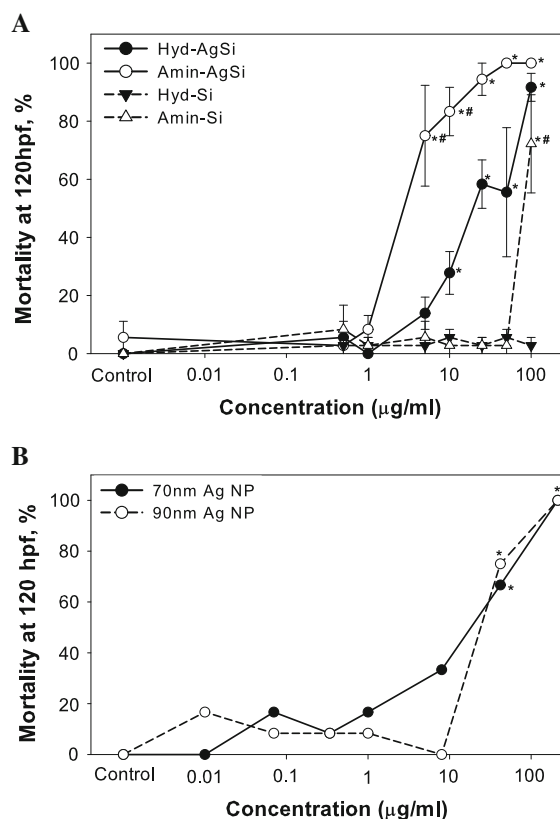 A
Hyd-AgSi
Amin-AgSi
Hyd-Si
Amin-Si
Mortality at 120hpf, %
100
80
60
40
20
0
*
*
*
*
*#
*#
*
*
*
*#
Control
0.01
0.1
1
10
100
Concentration (µg/ml)
B
70nm Ag NP
90nm Ag NP
Mortality at 120 hpf, %
100
80
60
40
20
0
*
*
*
Control
0.01
0.1
1
10
100
Concentration (µg/ml)